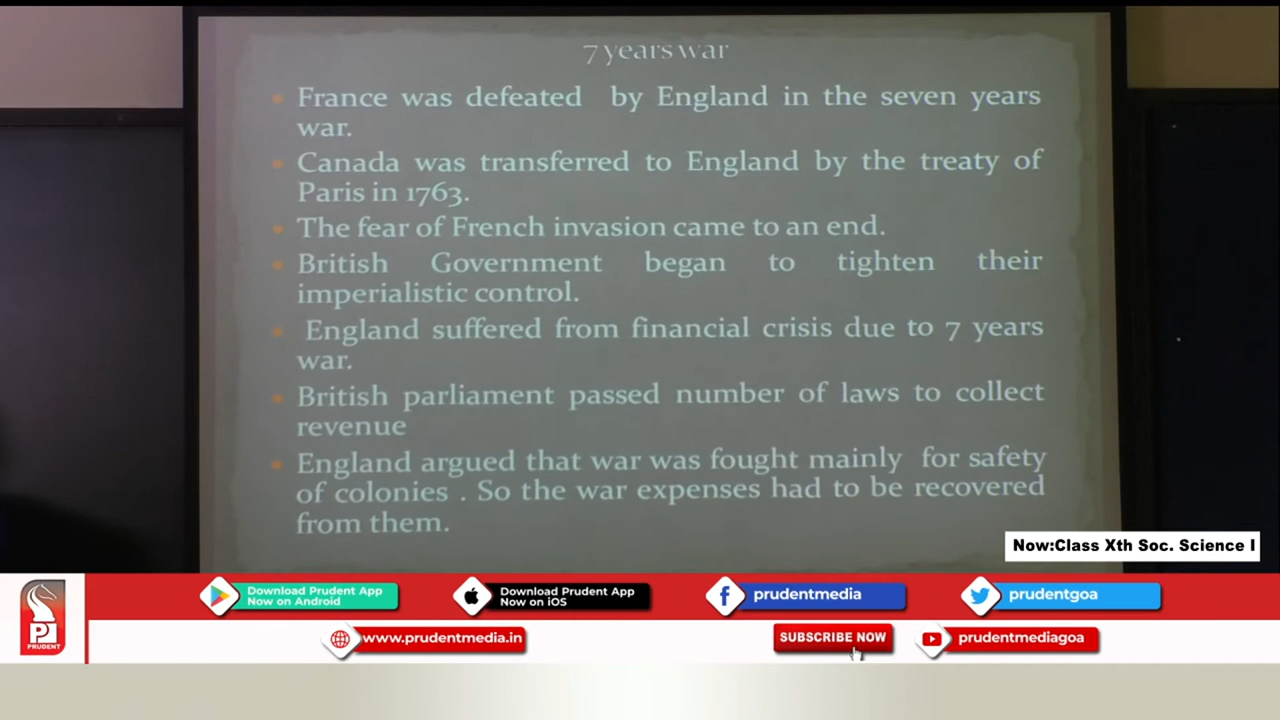 7 years war
France was defeated by England in the seven years
war.
Canada was transferred to England by the treaty of
Paris in 1763.
The fear of French invasion came to an end.
British Government began to tighten their
imperialistic control.
England suffered from financial crisis due to 7 years
war.
British parliament passed number of laws to collect
revenue
England argued that war was fought mainly for safety
of colonies . So the war expenses had to be recovered
from them.
Now:Class Xth Soc. Science I
Download Prudent App
Now on Android
Download Prudent App
Now on iOS
prudentmedia
prudentgoa
PRUDENT
www.prudentmedia.in
SUBSCRIBE NOW
prudentmediagoa